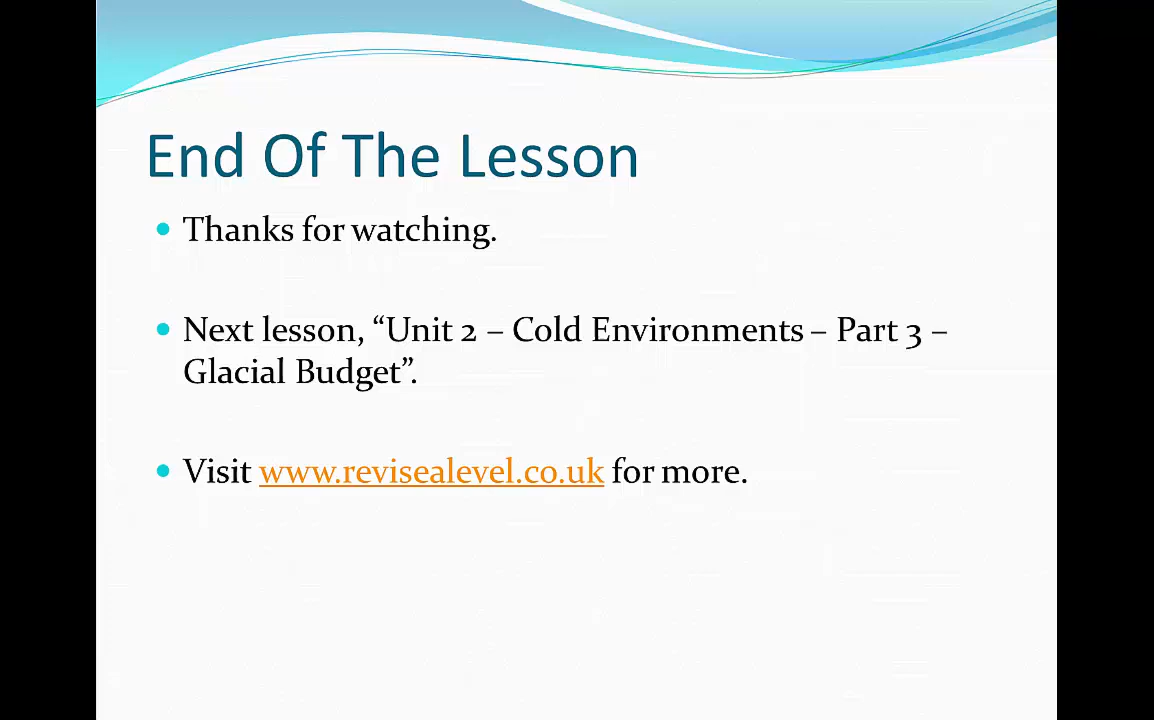 End Of The Lesson
Thanks for watching.
Next lesson, “Unit 2 – Cold Environments – Part 3 –
Glacial Budget”.
Visit www.revisealevel.co.uk for more.